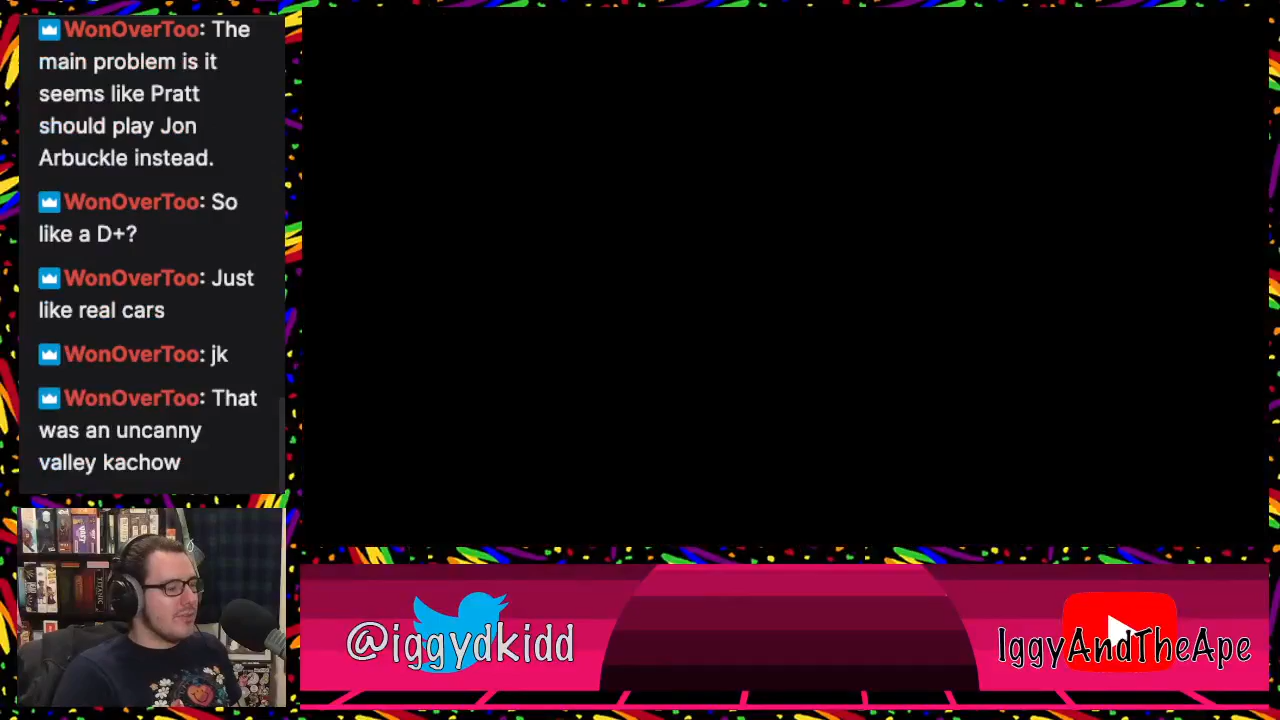 WonOverToo: The
main problem is it
seems like Pratt
should play Jon
Arbuckle instead.
WonOverToo: So
like a D+?
WonOverToo: Just
like real cars
WonOverToo: jk
WonOverToo: That
was an uncanny
valley kachow
TITANIC
@iggydkidd
IggyAndTheApe